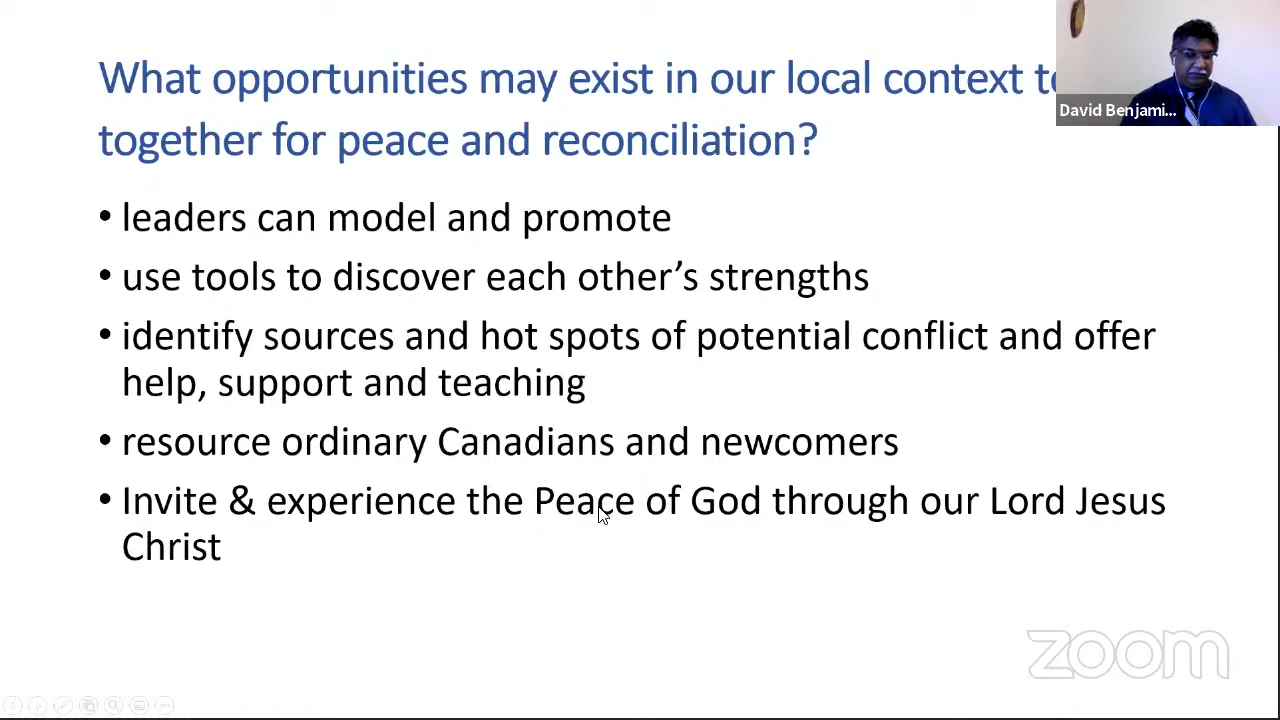 What opportunities may exist in our local context
together for peace and reconciliation?
David Benjami...
• leaders can model and promote
• use tools to discover each other’s strengths
• identify sources and hot spots of potential conflict and offer
help, support and teaching
• resource ordinary Canadians and newcomers
• Invite & experience the Peace of God through our Lord Jesus
Christ
zoom